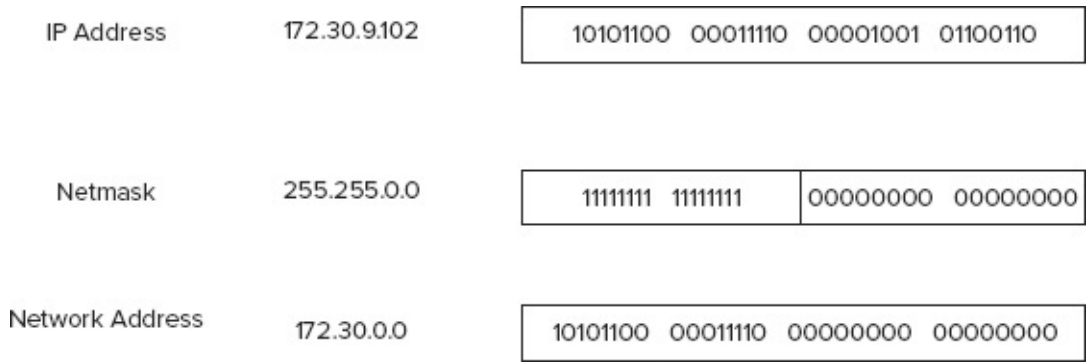 IP Address 172.30.9.102 10101100 00011110 00001001 01100110
Netmask 255.255.0.0 11111111 11111111 00000000 00000000
Network Address 172.30.0.0 10101100 00011110 00000000 00000000